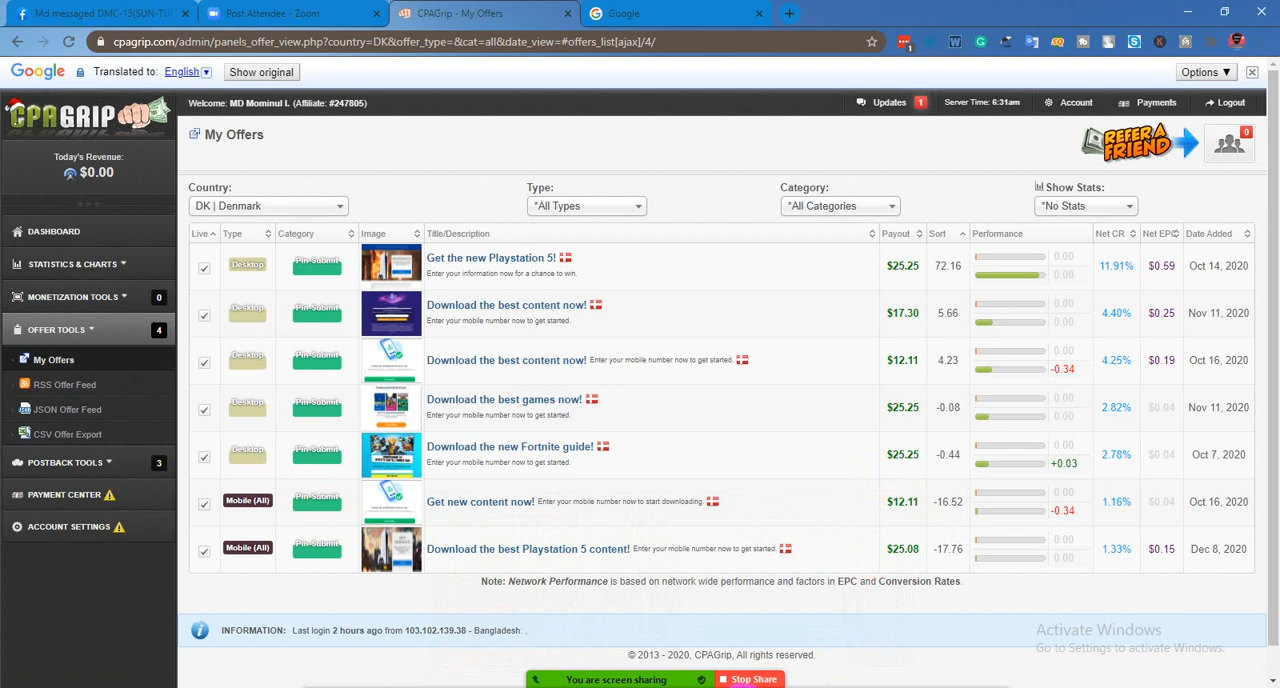 Md messaged DMC-15(SUN-TU
Post Attendee - Zoom
CPAGrip - My Offers
Google
cpagrip.com/admin/panels_offer_view.php?country=DK&offer_type=&cat=all&date_view=#offers_list[ajax]/4/
Google Translated to: English Show original Options ▼
CPAGRIP
Welcome: MD Mominul I. (Affiliate: #247805)
Updates 1 Server Time: 6:31am Account Payments Logout
Today's Revenue:
$0.00
My Offers
REFER A FRIEND
0
Country: Type: Category: Show Stats:
DK | Denmark *All Types *All Categories *No Stats
DASHBOARD
STATISTICS & CHARTS
MONETIZATION TOOLS 0
OFFER TOOLS 4
My Offers
RSS Offer Feed
JSON Offer Feed
CSV Offer Export
POSTBACK TOOLS 3
PAYMENT CENTER
ACCOUNT SETTINGS
Live Type Category Image Title/Description Payout Sort Performance Net CR Net EPC Date Added
Desktop Pin-Submit Get the new Playstation 5! $25.25 72.16 0.00 0.00 11.91% $0.59 Oct 14, 2020
Enter your information now for a chance to win.
Desktop Pin-Submit Download the best content now! $17.30 5.66 0.00 0.00 4.40% $0.25 Nov 11, 2020
Enter your mobile number now to get started.
Desktop Pin-Submit Download the best content now! Enter your mobile number now to get started. $12.11 4.23 0.00 -0.34 4.25% $0.19 Oct 16, 2020
Desktop Pin-Submit Download the best games now! $25.25 -0.08 0.00 0.00 2.82% $0.04 Nov 11, 2020
Enter your mobile number now to get started.
Desktop Pin-Submit Download the new Fortnite guide! $25.25 -0.44 0.00 +0.03 2.78% $0.04 Oct 7, 2020
Enter your mobile number now to get started.
Mobile (All) Pin-Submit Get new content now! Enter your mobile number now to start downloading. $12.11 -16.52 0.00 -0.34 1.16% $0.04 Oct 16, 2020
Mobile (All) Pin-Submit Download the best Playstation 5 content! Enter your mobile number now to get started. $25.08 -17.76 0.00 0.00 1.33% $0.15 Dec 8, 2020
Note: Network Performance is based on network wide performance and factors in EPC and Conversion Rates.
INFORMATION: Last login 2 hours ago from 103.102.139.38 - Bangladesh: ,
Activate Windows
Go to Settings to activate Windows.
© 2013 - 2020, CPAGrip, All rights reserved.
You are screen sharing Stop Share